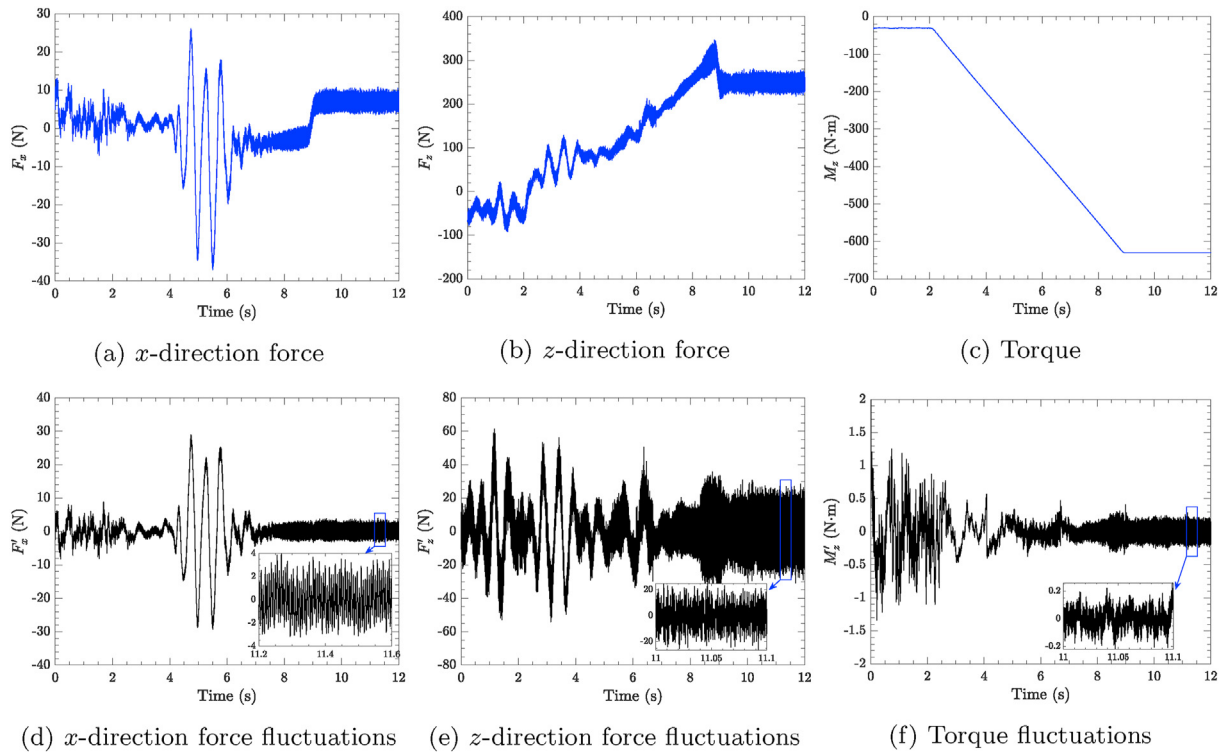 30
20
10
0
-10
-20
-30
-40
Fx (N)
0 2 4 6 8 10 12
Time (s)
(a) x-direction force
400
300
200
100
0
-100
-200
Fz (N)
0 2 4 6 8 10 12
Time (s)
(b) z-direction force
0
-100
-200
-300
-400
-500
-600
-700
Mz (N·m)
0 2 4 6 8 10 12
Time (s)
(c) Torque
40
30
20
10
0
-10
-20
-30
-40
F′x (N)
4
2
0
-2
-4
11.2 11.4 11.6
0 2 4 6 8 10 12
Time (s)
(d) x-direction force fluctuations
80
60
40
20
0
-20
-40
-60
-80
F′z (N)
20
0
-20
11 11.05 11.1
0 2 4 6 8 10 12
Time (s)
(e) z-direction force fluctuations
2
1.5
1
0.5
0
-0.5
-1
-1.5
-2
M′z (N·m)
0.2
0
-0.2
11 11.05 11.1
0 2 4 6 8 10 12
Time (s)
(f) Torque fluctuations